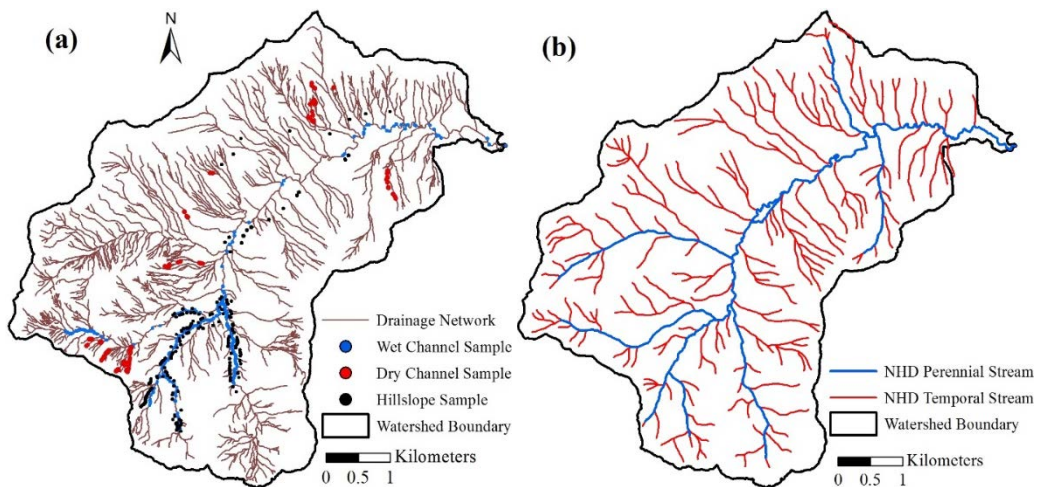 (a)
N
Drainage Network
Wet Channel Sample
Dry Channel Sample
Hillslope Sample
Watershed Boundary
Kilometers
0 0.5 1
(b)
NHD Perennial Stream
NHD Temporal Stream
Watershed Boundary
Kilometers
0 0.5 1